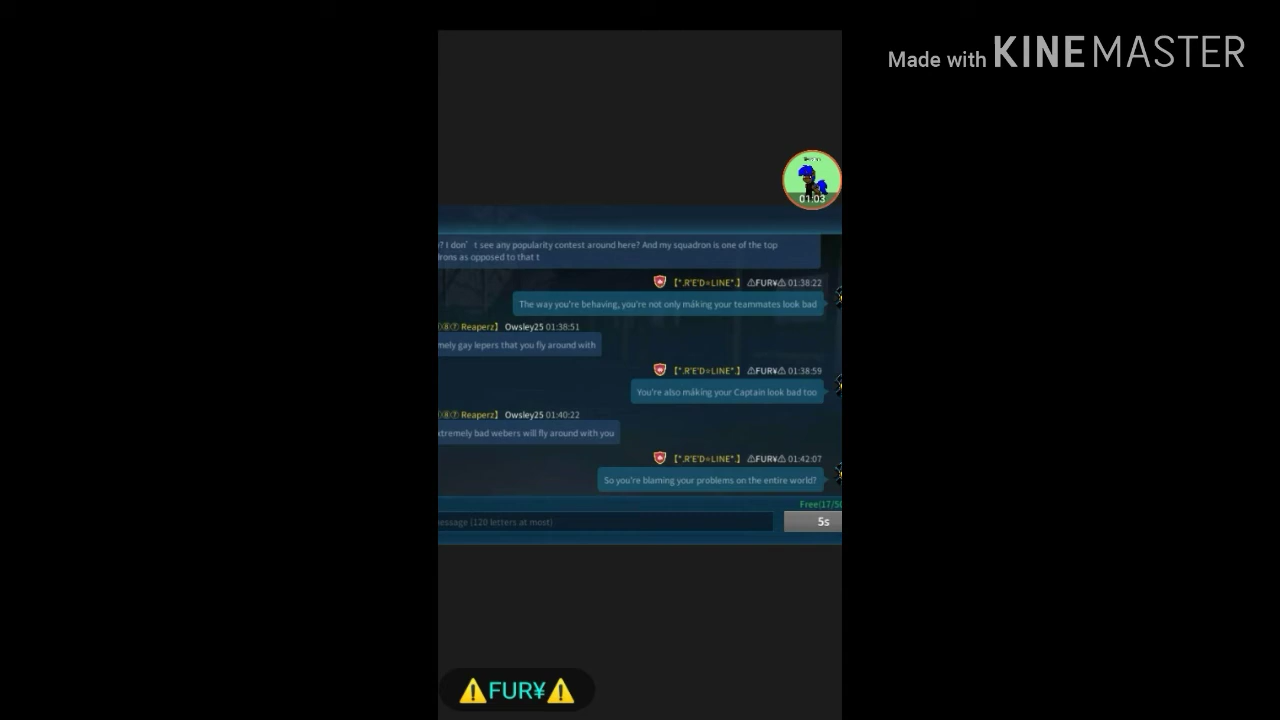 Made with KINEMASTER
01:03
? I don't see any popularity contest around here? And my squadron is one of the top
drons as opposed to that t
【*.R'E'D⭐LINE*.】 ⚠FUR¥⚠ 01:38:22
The way you're behaving, you're not only making your teammates look bad
⑧⑦ Reaperz】 Owsley25 01:38:51
mely gay lepers that you fly around with
【*.R'E'D⭐LINE*.】 ⚠FUR¥⚠ 01:38:59
You're also måking your Captain look bad too
⑧⑦ Reaperz】 Owsley25 01:40:22
xtremely bad webers will fly around with you
【*.R'E'D⭐LINE*.】 ⚠FUR¥⚠ 01:42:07
So you're blaming your problems on the entire world?
Free(17/50
essage (120 letters at most)
5s
⚠FUR¥⚠